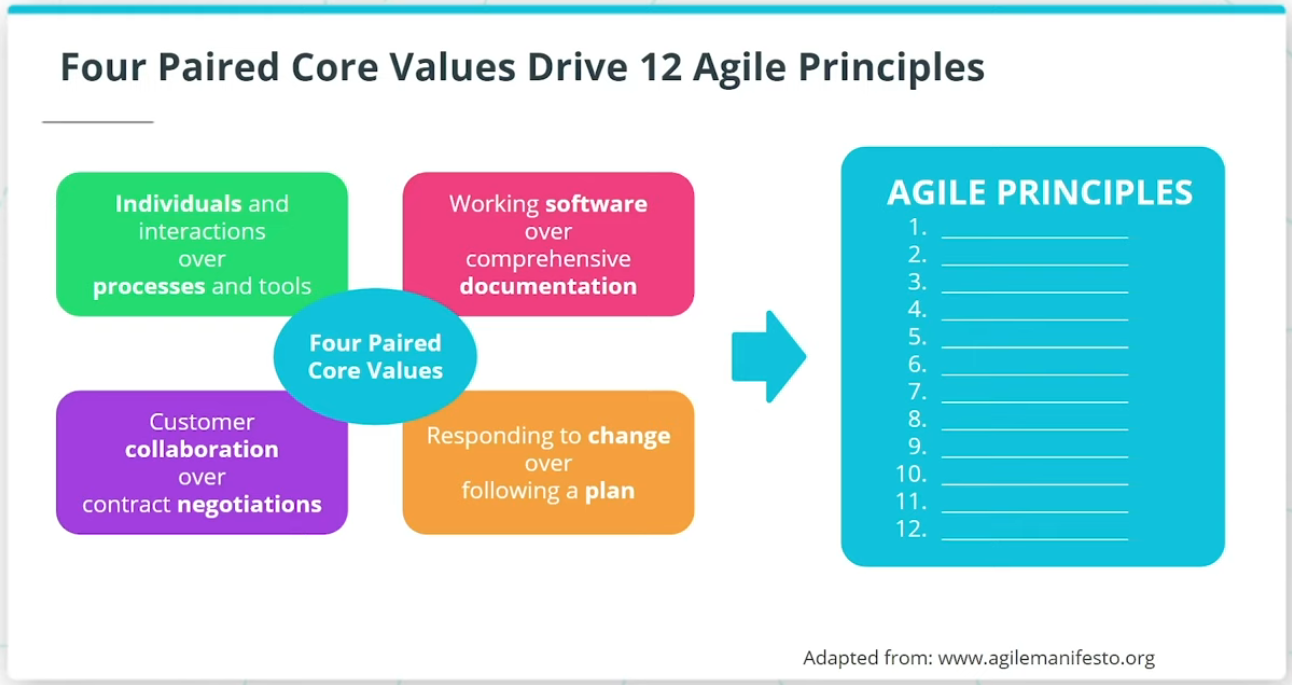 Four Paired Core Values Drive 12 Agile Principles
Individuals and
interactions
over
processes and tools
Working software
over
comprehensive
documentation
Four Paired
Core Values
Customer
collaboration
over
contract negotiations
Responding to change
over
following a plan
AGILE PRINCIPLES
1.
2.
3.
4.
5.
6.
7.
8.
9.
10.
11.
12.
Adapted from: www.agilemanifesto.org